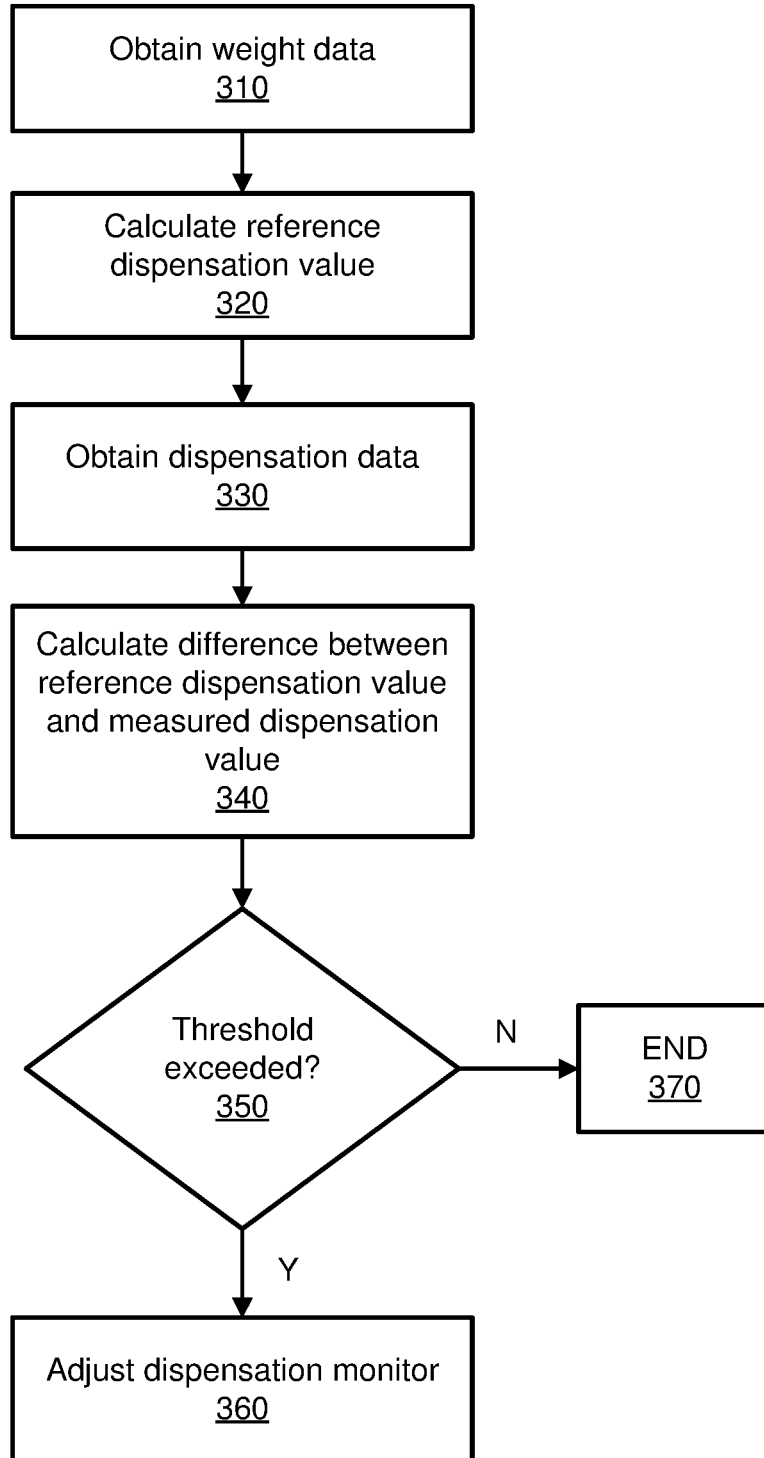 Obtain weight data
310
Calculate reference
dispensation value
320
Obtain dispensation data
330
Calculate difference between
reference dispensation value
and measured dispensation
value
340
Threshold
exceeded?
350
N
END
370
Y
Adjust dispensation monitor
360